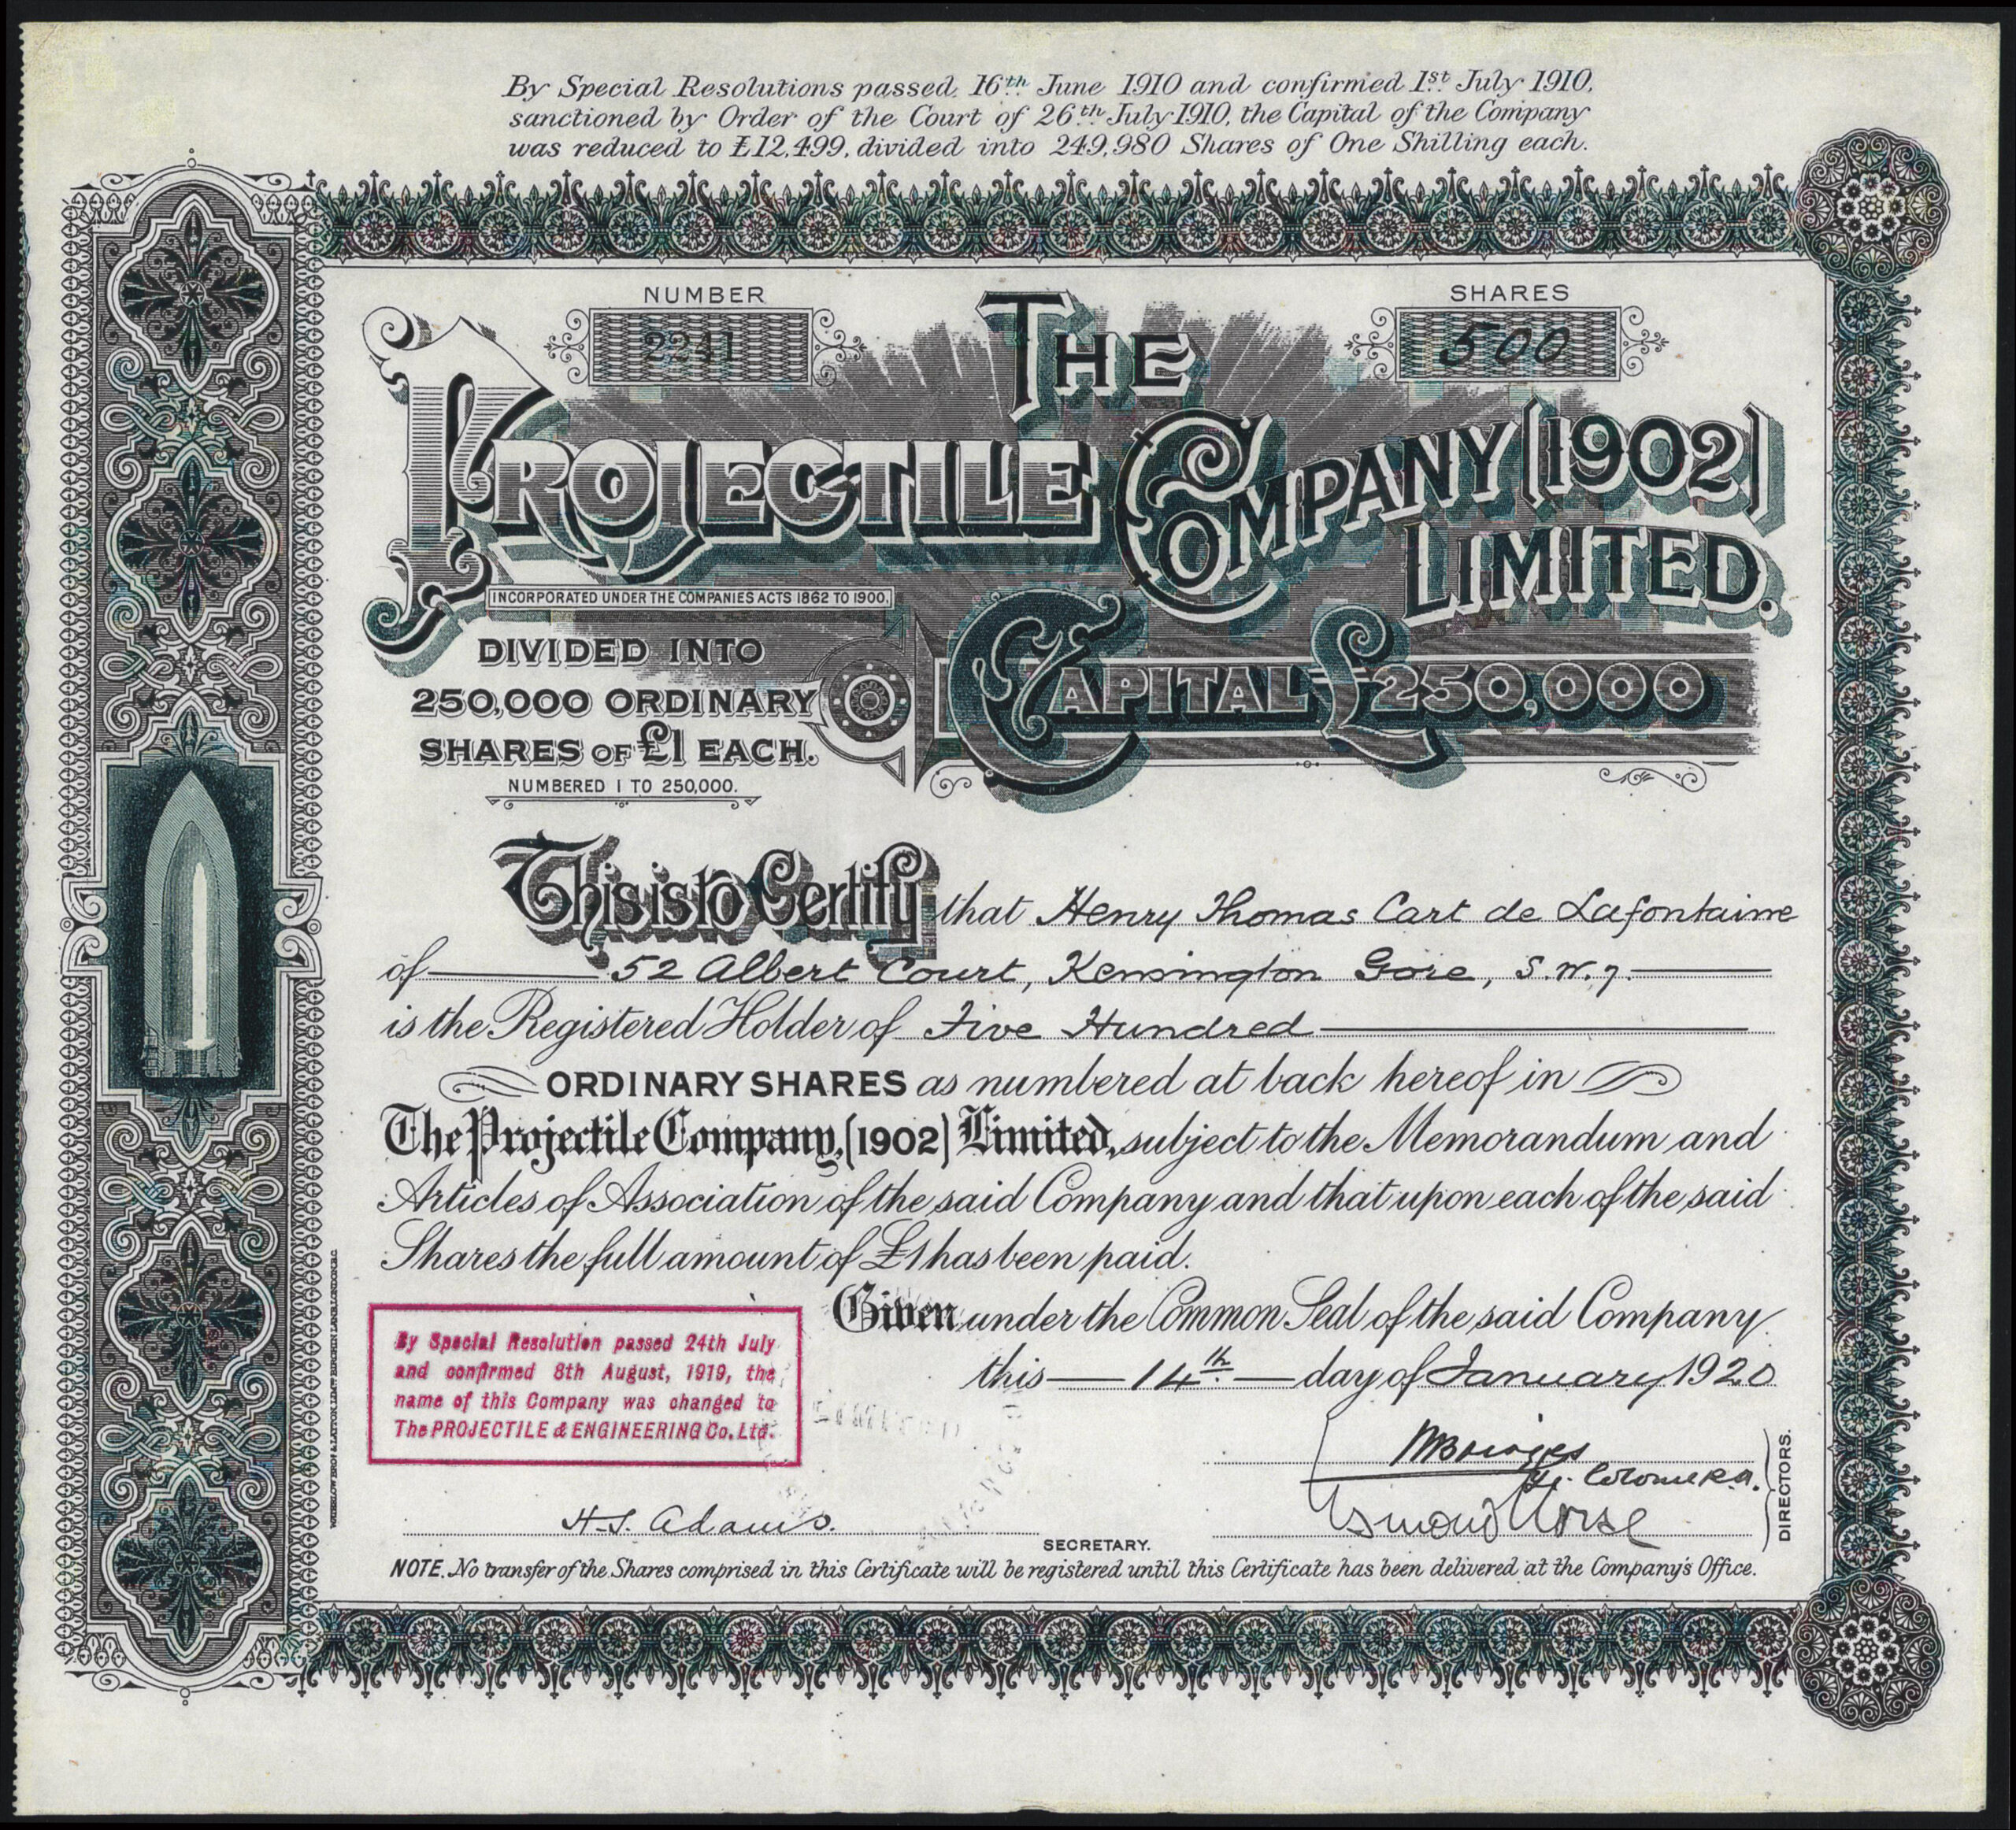 By Special Resolutions passed 16th June 1910 and confirmed 1st July 1910,
sanctioned by Order of the Court of 26th July 1910, the Capital of the Company
was reduced to £12,499, divided into 249,980 Shares of One Shilling each.
NUMBER
2241
SHARES
500
THE
PROJECTILE COMPANY (1902)
LIMITED.
INCORPORATED UNDER THE COMPANIES ACTS 1862 TO 1900.
CAPITAL £250,000
DIVIDED INTO
250,000 ORDINARY
SHARES OF £1 EACH.
NUMBERED 1 TO 250,000.
This is to Certify that Henry Thomas Cart de Lafontaine
of 52 Albert Court, Kensington Gore, S.W.7.
is the Registered Holder of Five Hundred
ORDINARY SHARES as numbered at back hereof in
The Projectile Company, (1902) Limited, subject to the Memorandum and
Articles of Association of the said Company and that upon each of the said
Shares the full amount of £1 has been paid.
Given under the Common Seal of the said Company
this 14th day of January 1920
By Special Resolution passed 24th July
and confirmed 8th August, 1919, the
name of this Company was changed to
The PROJECTILE & ENGINEERING Co. Ltd.
DIRECTORS.
H.S. Adams.
SECRETARY.
NOTE. No transfer of the Shares comprised in this Certificate will be registered until this Certificate has been delivered at the Company's Office.